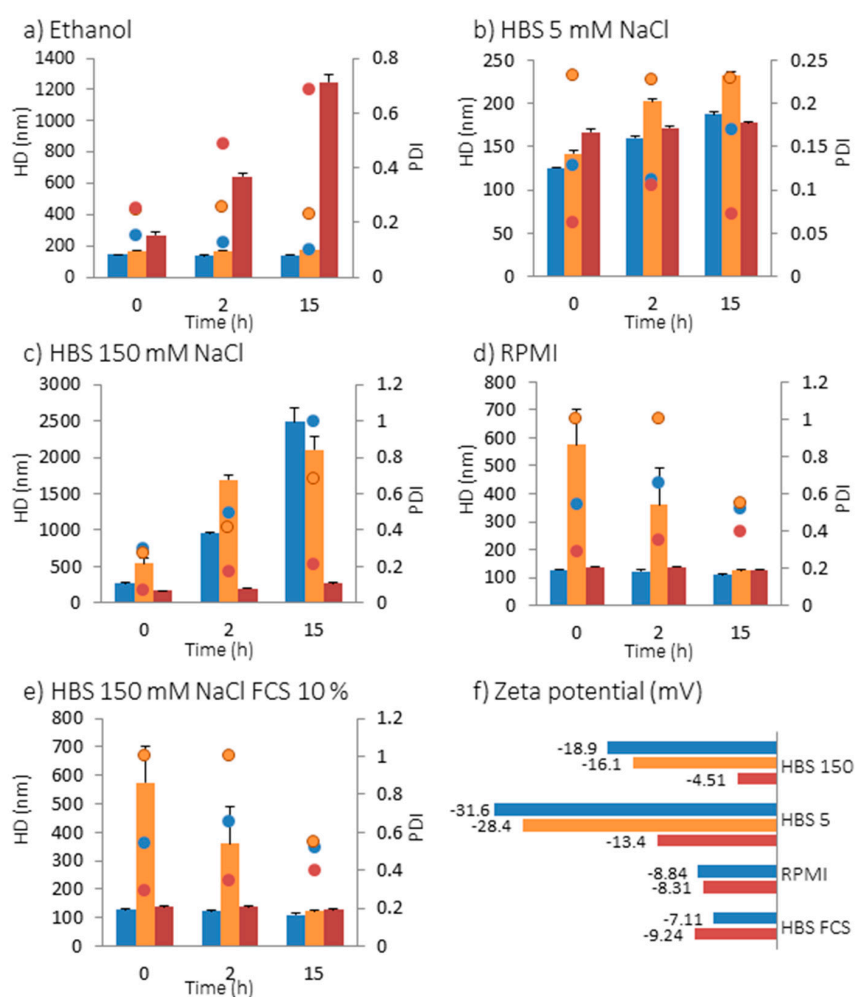 a) Ethanol
1400
1200
1000
800
600
400
200
0
HD (nm)
0.8
0.6
0.4
0.2
0
PDI
0 2 15
Time (h)
b) HBS 5 mM NaCl
250
200
150
100
50
0
HD (nm)
0.25
0.2
0.15
0.1
0.05
0
PDI
0 2 15
Time (h)
c) HBS 150 mM NaCl
3000
2500
2000
1500
1000
500
0
HD (nm)
1.2
1
0.8
0.6
0.4
0.2
0
PDI
0 2 15
Time (h)
d) RPMI
800
700
600
500
400
300
200
100
0
HD (nm)
1.2
1
0.8
0.6
0.4
0.2
0
PDI
0 2 15
Time (h)
e) HBS 150 mM NaCl FCS 10 %
800
700
600
500
400
300
200
100
0
HD (nm)
1.2
1
0.8
0.6
0.4
0.2
0
PDI
0 2 15
Time (h)
f) Zeta potential (mV)
-18.9
-16.1
-4.51
HBS 150
-31.6
-28.4
-13.4
HBS 5
-8.84
-8.31
RPMI
-7.11
-9.24
HBS FCS